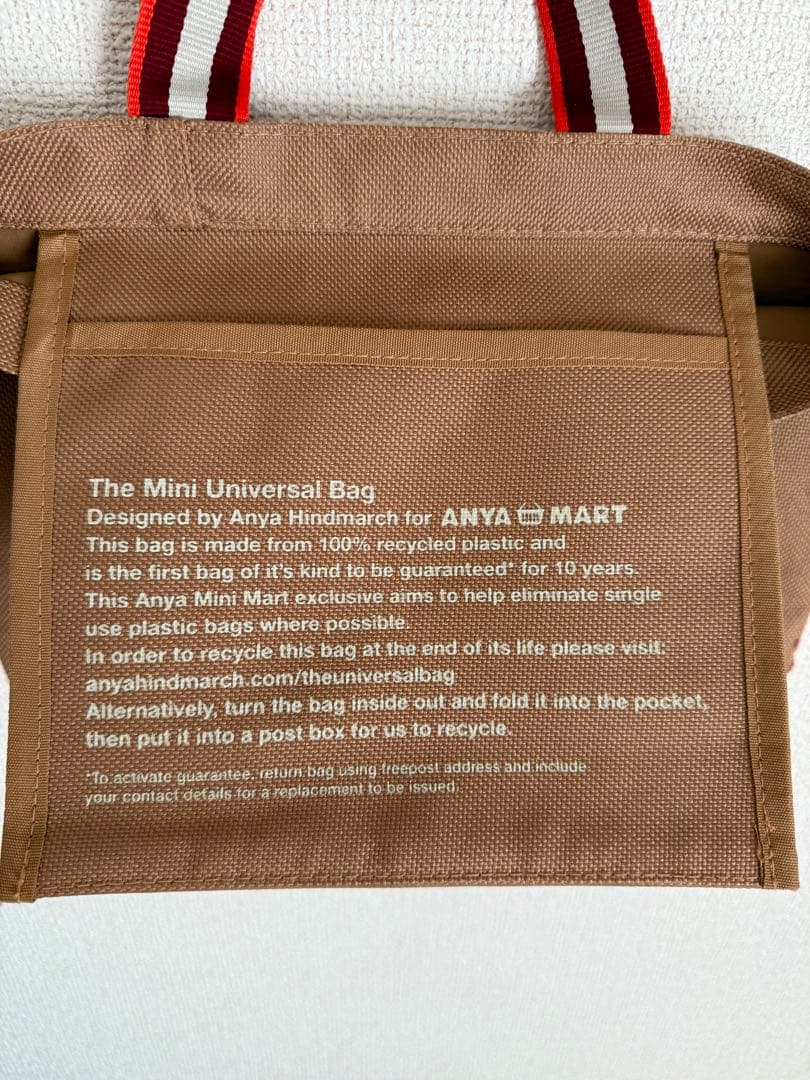 The Mini Universal Bag
Designed by Anya Hindmarch for ANYA MART
This bag is made from 100% recycled plastic and
is the first bag of it's kind to be guaranteed* for 10 years.
This Anya Mini Mart exclusive aims to help eliminate single
use plastic bags where possible.
In order to recycle this bag at the end of its life please visit:
anyahindmarch.com/theuniversalbag
Alternatively, turn the bag inside out and fold it into the pocket,
then put it into a post box for us to recycle.
*To activate guarantee, return bag using freepost address and include
your contact details for a replacement to be issued.